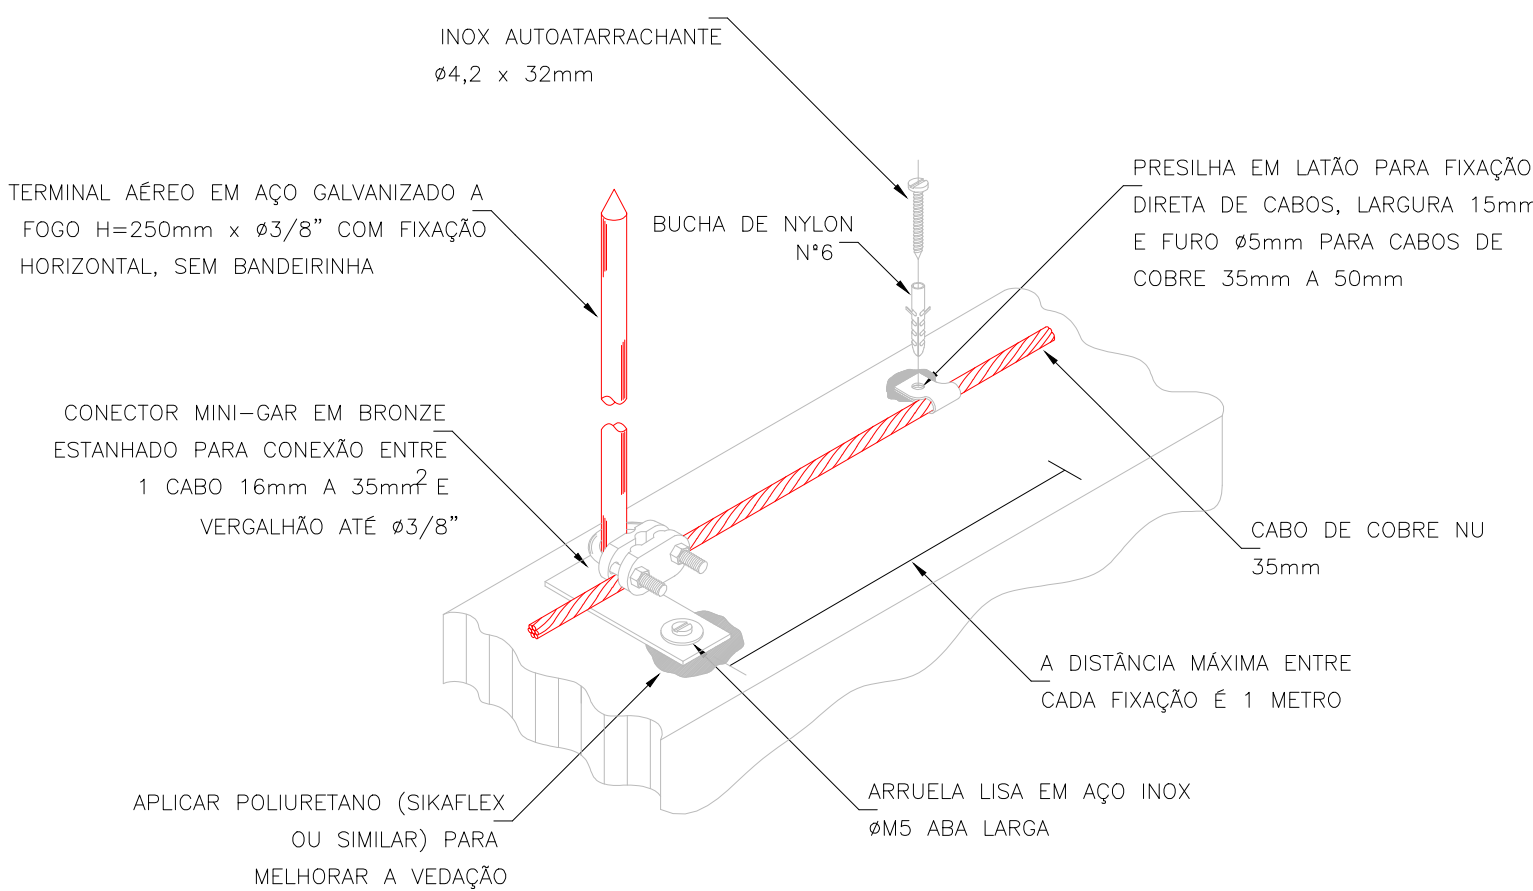 INOX AUTOATARRACHANTE
ø4,2 x 32mm
TERMINAL AÉREO EM AÇO GALVANIZADO A
FOGO H=250mm x ø3/8" COM FIXAÇÃO
HORIZONTAL, SEM BANDEIRINHA
BUCHA DE NYLON
N°6
PRESILHA EM LATÃO PARA FIXAÇÃO
DIRETA DE CABOS, LARGURA 15mm
E FURO ø5mm PARA CABOS DE
COBRE 35mm A 50mm
CONECTOR MINI-GAR EM BRONZE
ESTANHADO PARA CONEXÃO ENTRE
1 CABO 16mm A 35mm² E
VERGALHÃO ATÉ ø3/8"
CABO DE COBRE NU
35mm
A DISTÂNCIA MÁXIMA ENTRE
CADA FIXAÇÃO É 1 METRO
APLICAR POLIURETANO (SIKAFLEX
OU SIMILAR) PARA
MELHORAR A VEDAÇÃO
ARRUELA LISA EM AÇO INOX
øM5 ABA LARGA